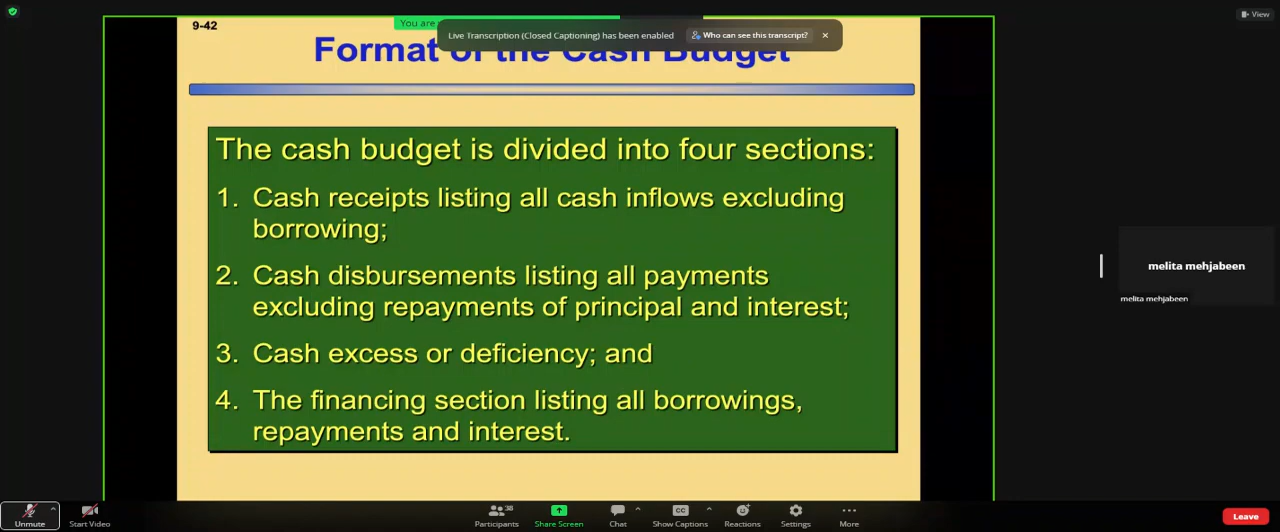 View
9-42
You are
Live Transcription (Closed Captioning) has been enabled
Who can see this transcript?
Format of the Cash Budget
The cash budget is divided into four sections:
1. Cash receipts listing all cash inflows excluding
borrowing;
2. Cash disbursements listing all payments
excluding repayments of principal and interest;
3. Cash excess or deficiency; and
4. The financing section listing all borrowings,
repayments and interest.
melita mehjabeen
melita mehjabeen
Unmute
Start Video
Participants
38
Share Screen
Chat
CC
Show Captions
Reactions
Settings
More
Leave